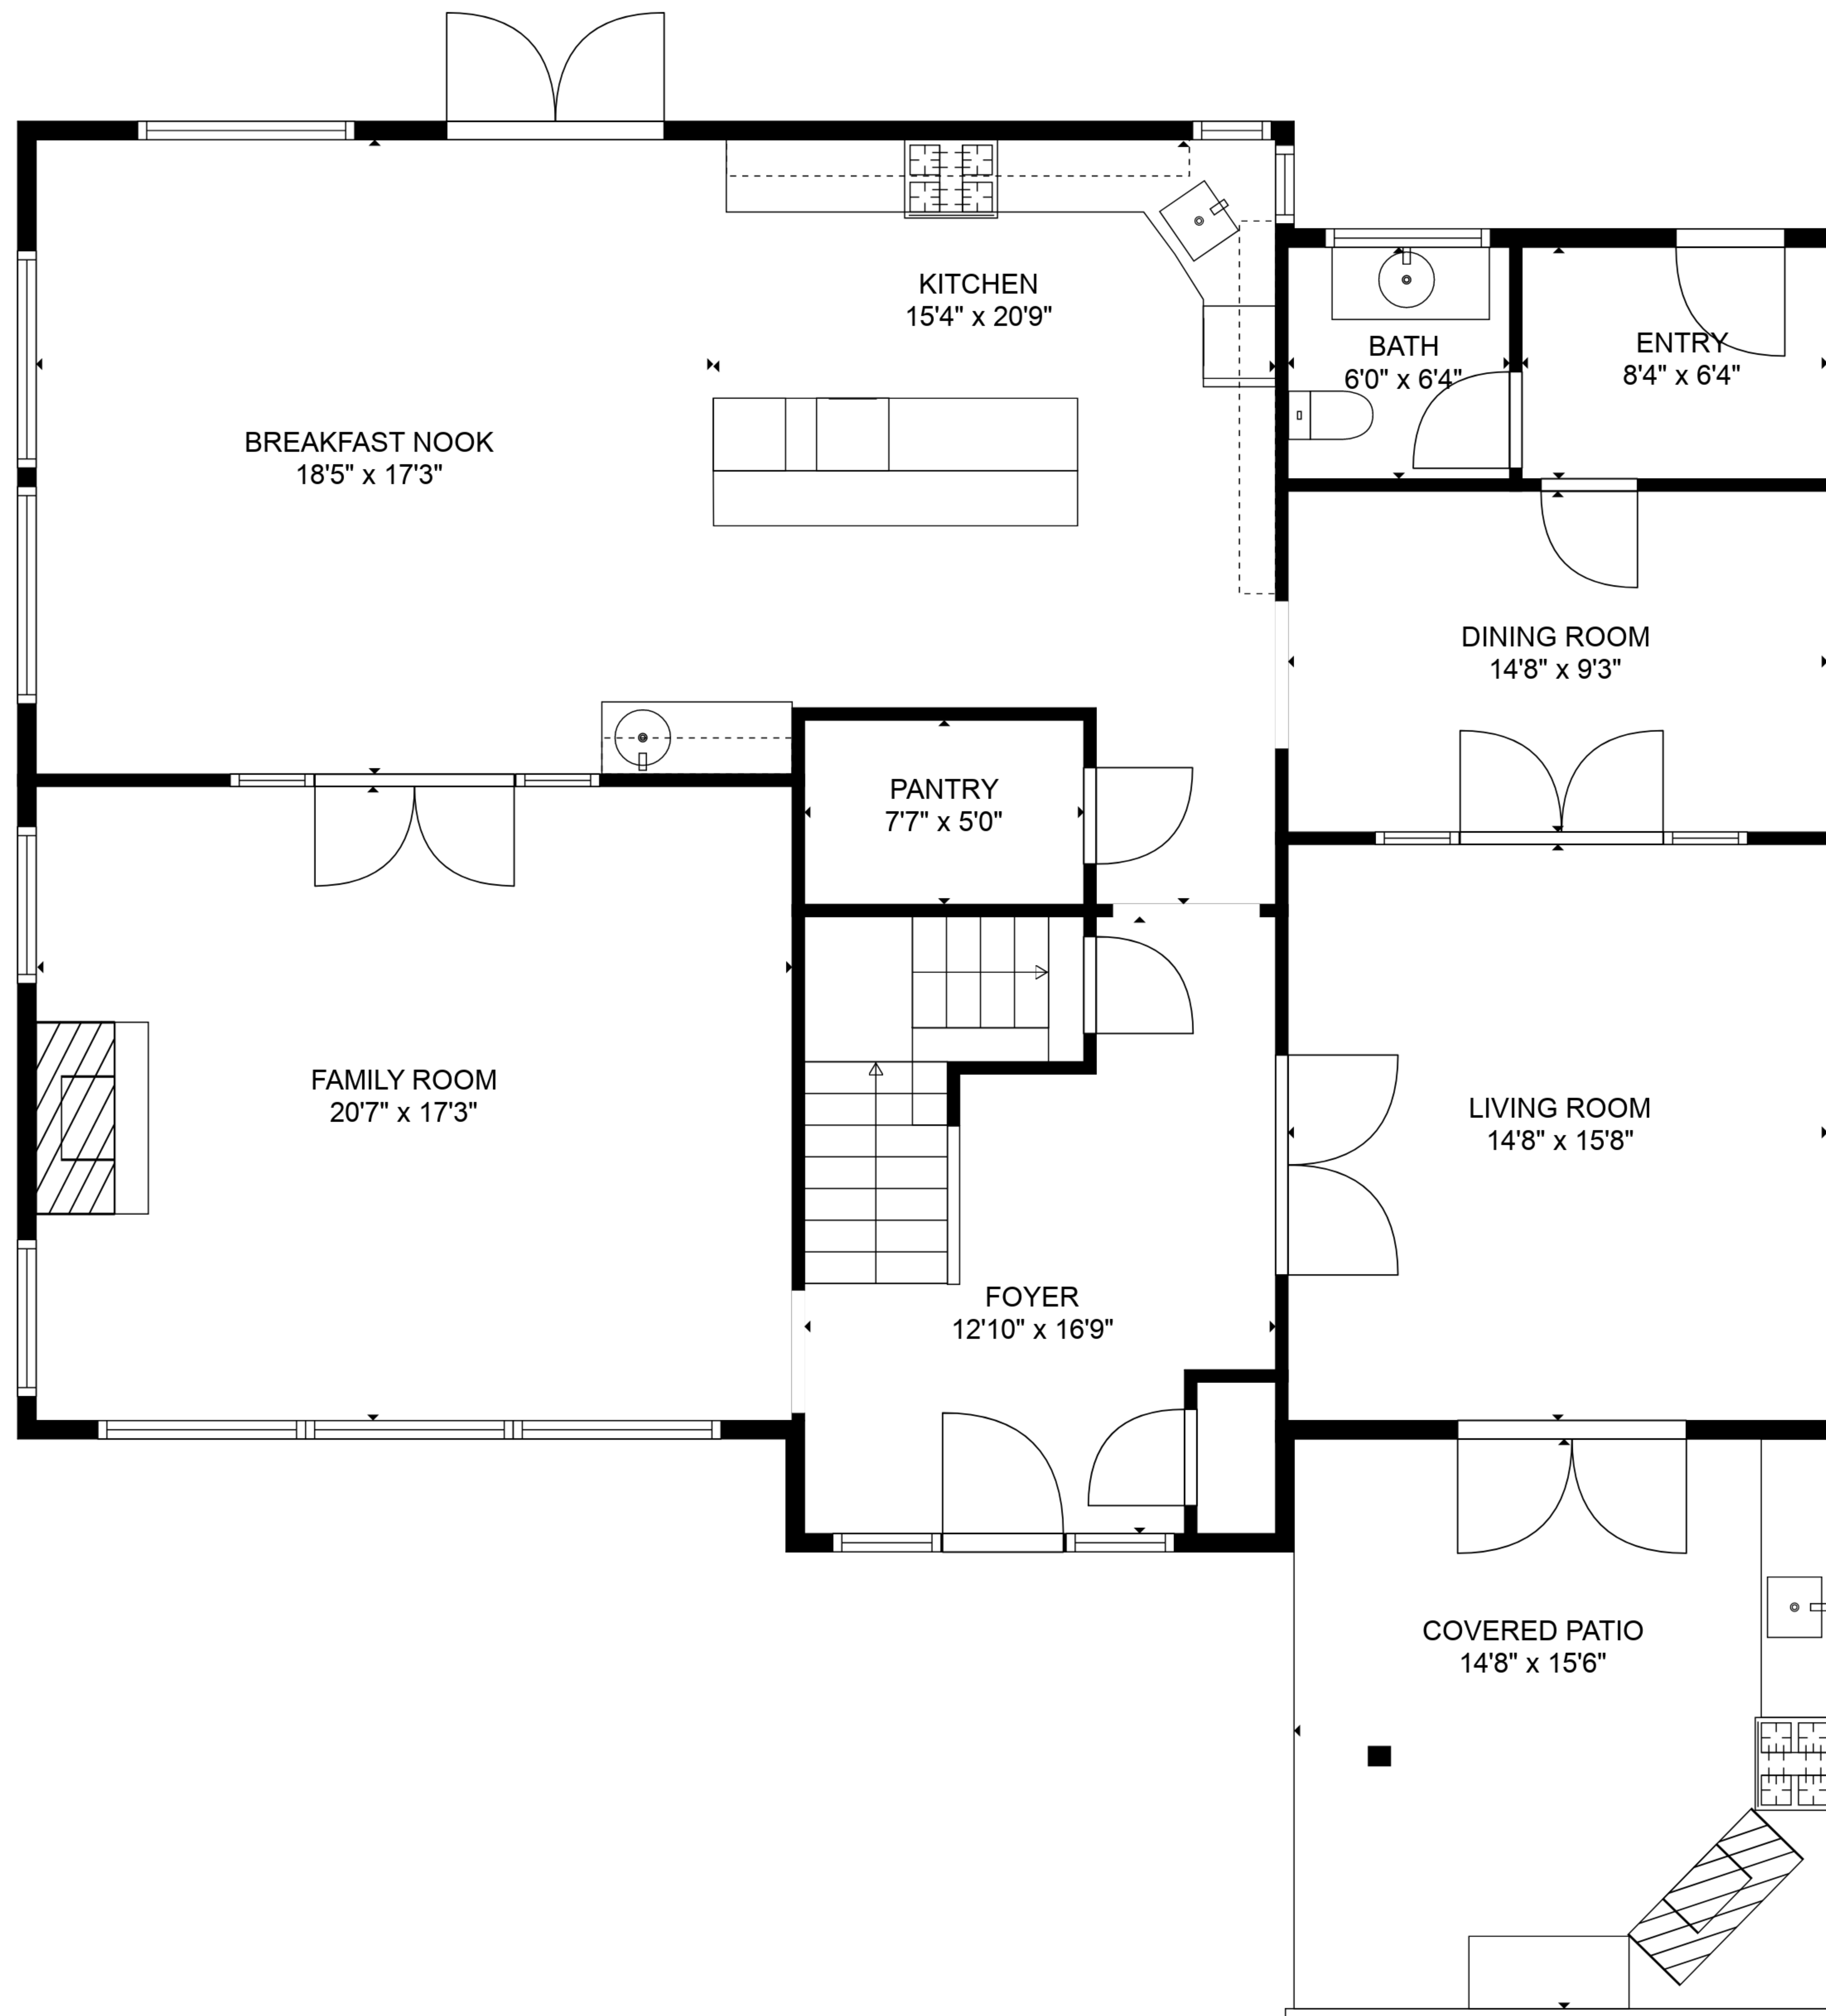 KITCHEN
15'4" x 20'9"
BATH
6'0" x 6'4"
ENTRY
8'4" x 6'4"
BREAKFAST NOOK
18'5" x 17'3"
DINING ROOM
14'8" x 9'3"
PANTRY
7'7" x 5'0"
FAMILY ROOM
20'7" x 17'3"
LIVING ROOM
14'8" x 15'8"
FOYER
12'10" x 16'9"
COVERED PATIO
14'8" x 15'6"